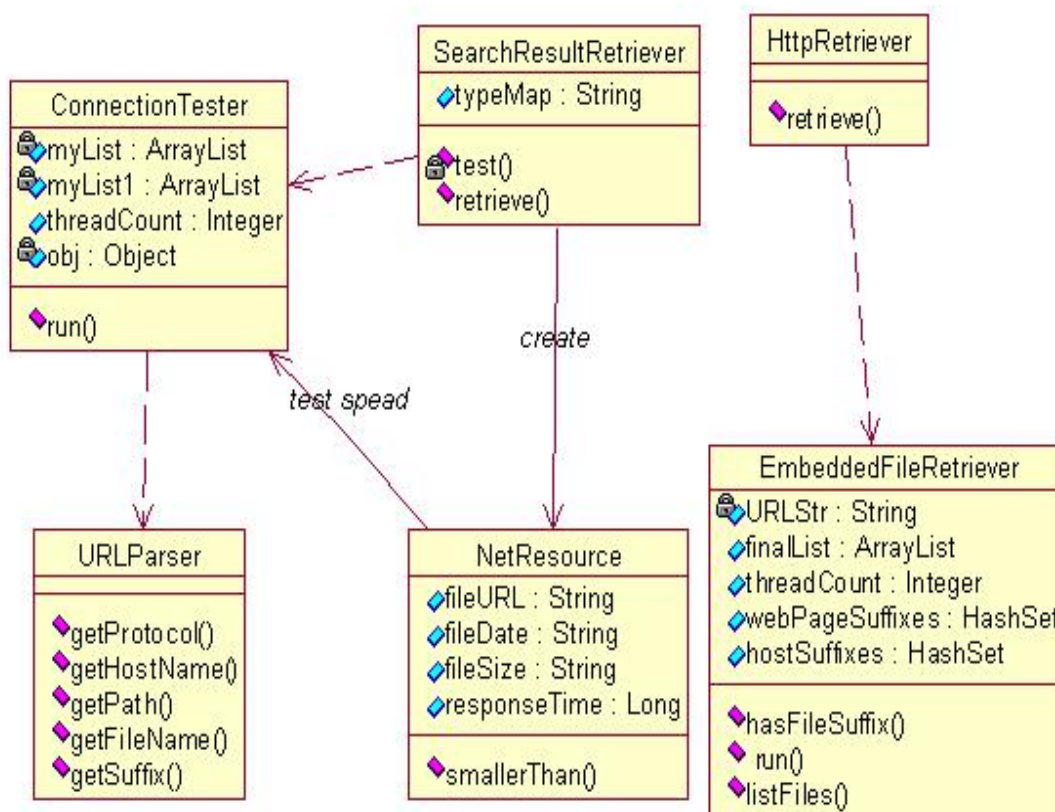 ConnectionTester
myList : ArrayList
myList1 : ArrayList
threadCount : Integer
obj : Object
run()
SearchResultRetriever
typeMap : String
test()
retrieve()
HttpRetriever
retrieve()
create
test spead
URLParser
getProtocol()
getHostName()
getPath()
getFileName()
getSuffix()
NetResource
fileURL : String
fileDate : String
fileSize : String
responseTime : Long
smallerThan()
EmbeddedFileRetriever
URLStr : String
finalList : ArrayList
threadCount : Integer
webPageSuffixes : HashSet
hostSuffixes : HashSet
hasFileSuffix()
run()
listFiles()